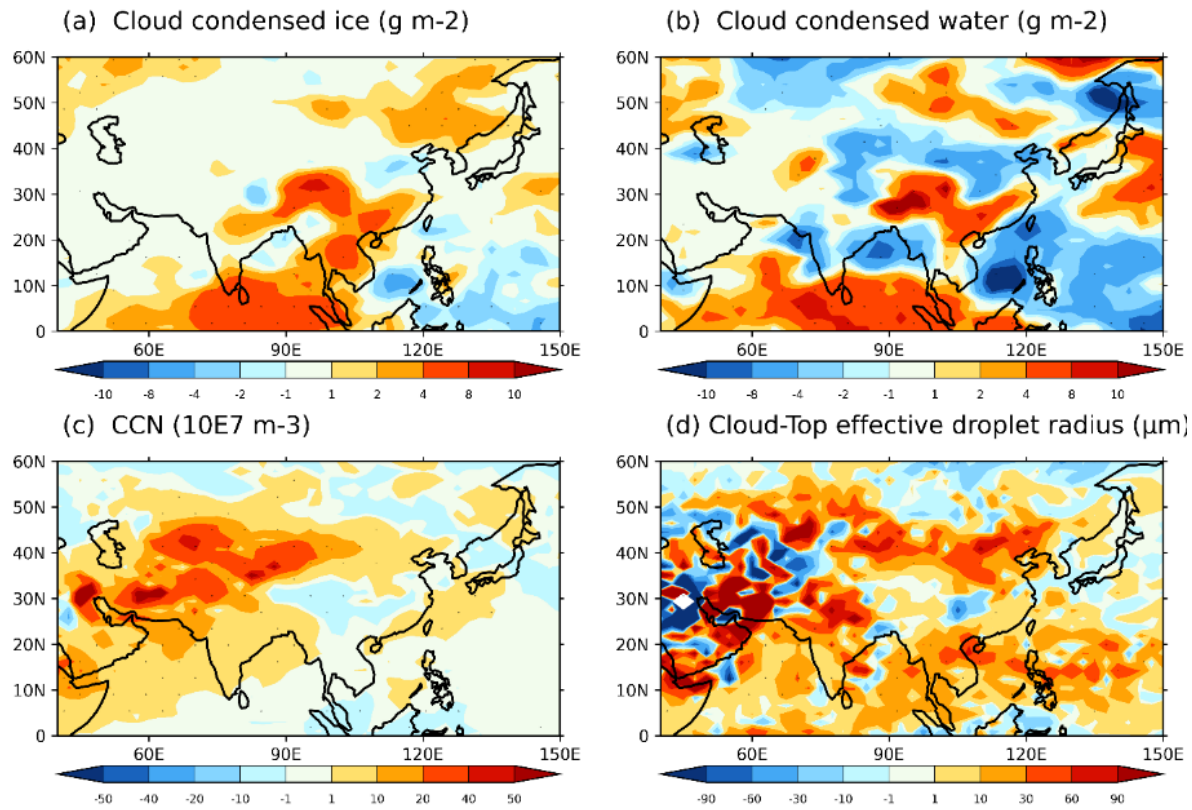 (a) Cloud condensed ice (g m-2)
60N
50N
40N
30N
20N
10N
0
60E 90E 120E 150E
-10 -8 -4 -2 -1 1 2 4 8 10
(b) Cloud condensed water (g m-2)
60N
50N
40N
30N
20N
10N
0
60E 90E 120E 150E
-10 -8 -4 -2 -1 1 2 4 8 10
(c) CCN (10E7 m-3)
60N
50N
40N
30N
20N
10N
0
60E 90E 120E 150E
-50 -40 -20 -10 -1 1 10 20 40 50
(d) Cloud-Top effective droplet radius (μm)
60N
50N
40N
30N
20N
10N
0
60E 90E 120E 150E
-90 -60 -30 -10 -1 1 10 30 60 90